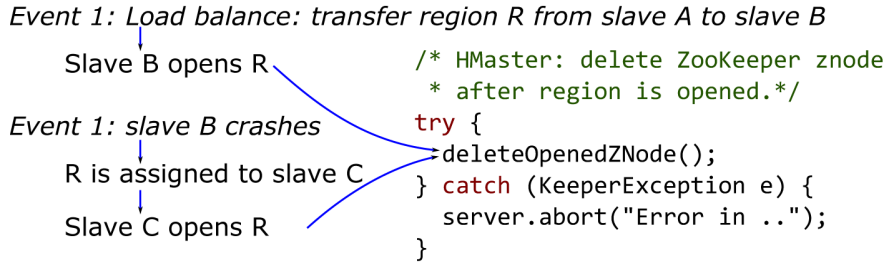 Event 1: Load balance: transfer region R from slave A to slave B
Slave B opens R
Event 1: slave B crashes
R is assigned to slave C
Slave C opens R
/* HMaster: delete ZooKeeper znode
* after region is opened.*/
try {
deleteOpenedZNode();
} catch (KeeperException e) {
server.abort("Error in ..");
}